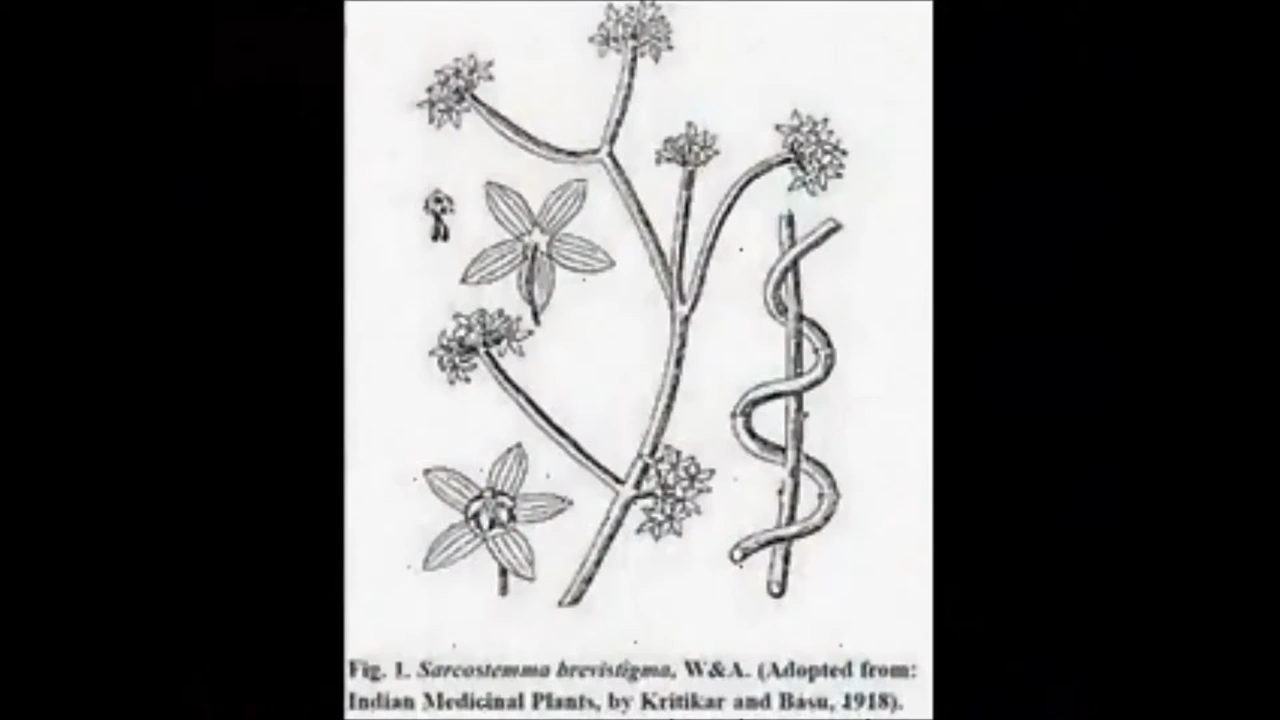 Fig. 1. Sarcostemma brevistigma, W&A. (Adopted from:
Indian Medicinal Plants, by Kritikar and Basu, 1918).